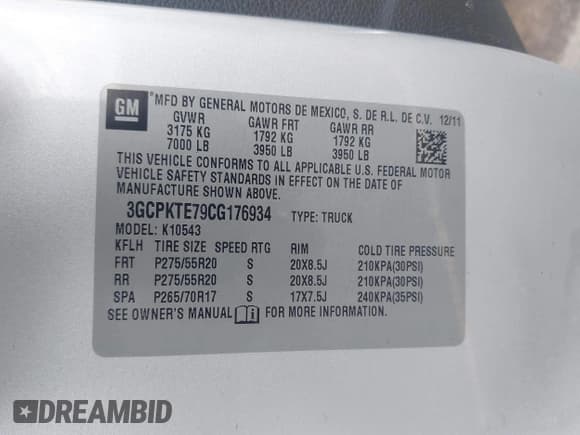 GM
*MFD BY GENERAL MOTORS DE MEXICO, S. DE R.L. DE C.V. 12/11
GVWR GAWR FRT GAWR RR
3175 KG 1792 KG 1792 KG
7000 LB 3950 LB 3950 LB
THIS VEHICLE CONFORMS TO ALL APPLICABLE U.S. FEDERAL MOTOR
VEHICLE SAFETY STANDARDS IN EFFECT ON THE DATE OF
MANUFACTURE SHOWN ABOVE.
3GCPKTE79CG176934 TYPE: TRUCK
MODEL: K10543
KFLH TIRE SIZE SPEED RTG RIM COLD TIRE PRESSURE
FRT P275/55R20 S 20X8.5J 210KPA(30PSI)
RR P275/55R20 S 20X8.5J 210KPA(30PSI)
SPA P265/70R17 S 17X7.5J 240KPA(35PSI)
SEE OWNER'S MANUAL FOR MORE INFORMATION.
DREAMBID